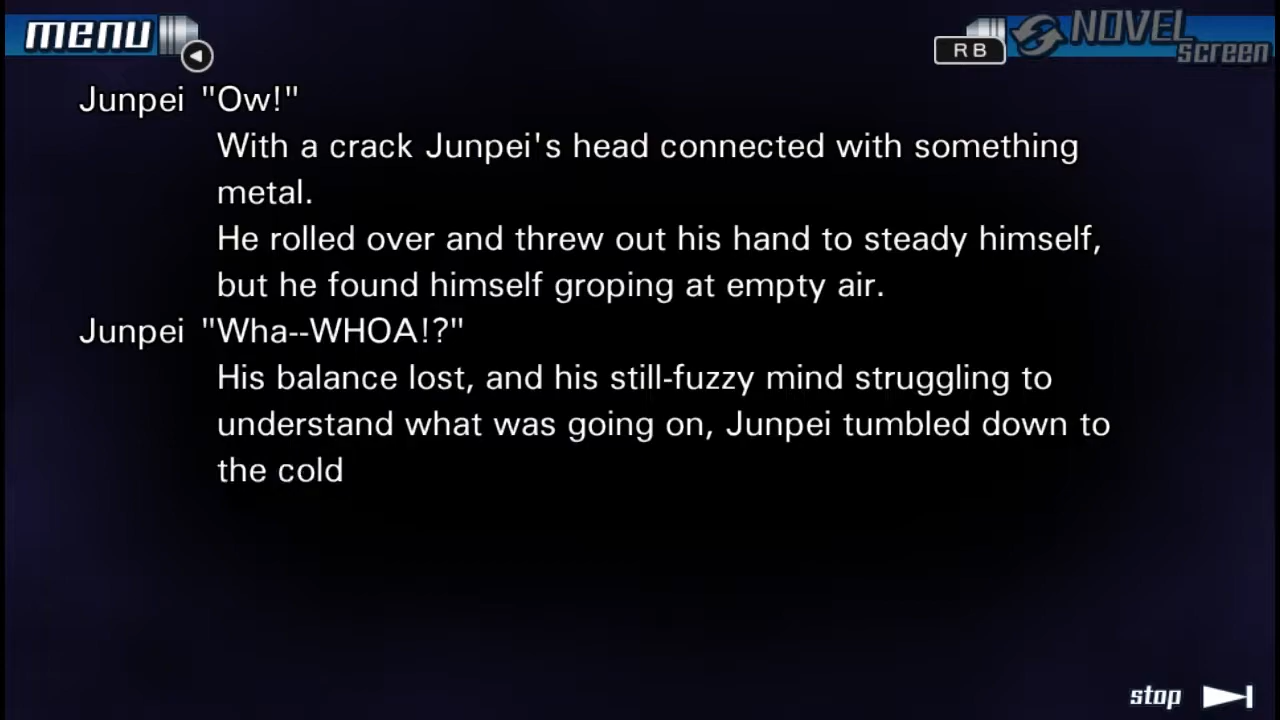 menu
RB
NOVEL
screen
Junpei "Ow!"
With a crack Junpei's head connected with something
metal.
He rolled over and threw out his hand to steady himself,
but he found himself groping at empty air.
Junpei "Wha--WHOA!?"
His balance lost, and his still-fuzzy mind struggling to
understand what was going on, Junpei tumbled down to
the cold
stop